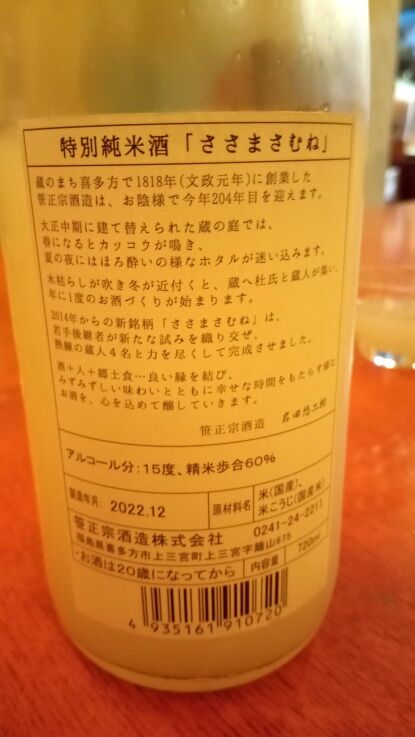 特別純米酒「ささまさむね」
蔵のまち喜多方で1818年(文政元年)に創業した
笹正宗酒造は、お陰様で今年204年目を迎えます。
大正中期に建て替えられた蔵の庭では、
春になるとカッコウが鳴き、
夏の夜にはほろ酔いの様なホタルが迷い込みます。
木枯らしが吹き冬が近付くと、蔵へ杜氏と蔵人が集い、
年に1度のお酒づくりが始まります。
2014年からの新銘柄「ささまさむね」は、
若手後継者が新たな試みを織り交ぜ、
熟練の蔵人4名と力を尽くして完成させました。
酒+人+郷土食…良い縁を結び、
みずみずしい味わいとともに幸せな時間をもたらす様な
お酒を、心を込めて醸していきます。
笹正宗酒造 岩田悠二郎
アルコール分:15度、精米歩合60%
製造年月: 2022.12
原材料名
米(国産)、
米こうじ(国産米)
笹正宗酒造株式会社 0241-24-2211
福島県喜多方市上三宮町上三宮字籬山675
・お酒は20歳になってから
内容量 720ml
4 935161 910720